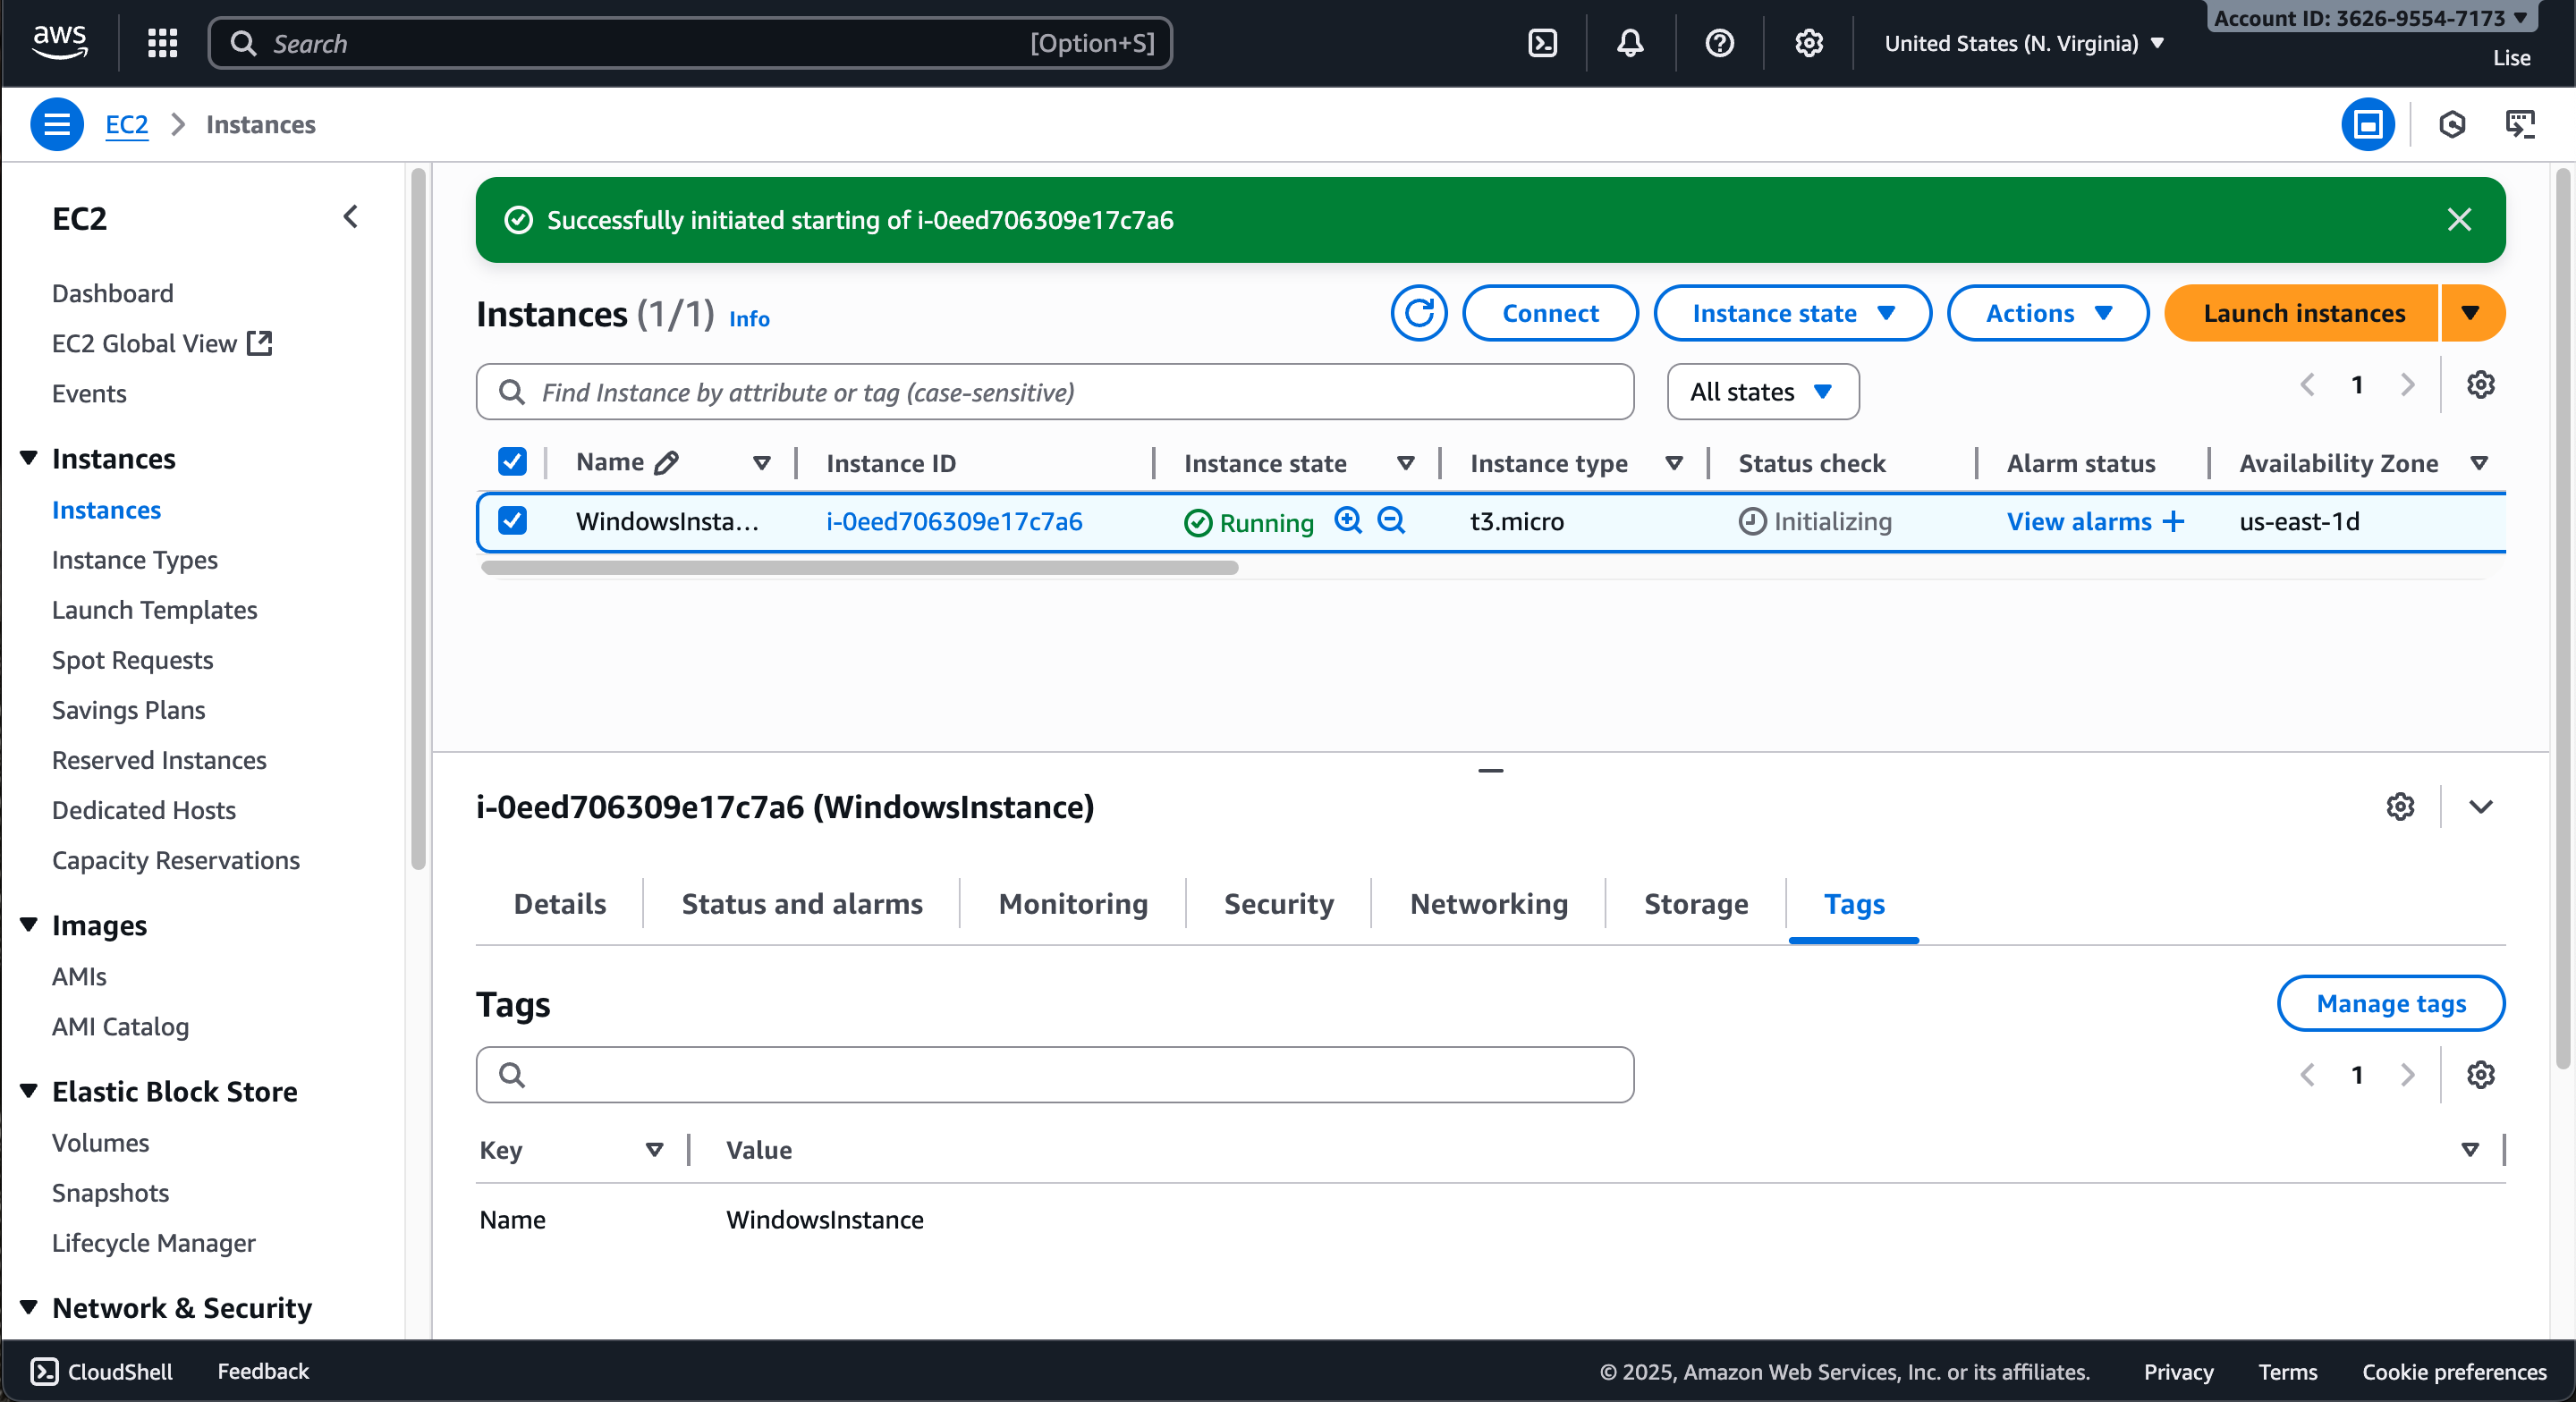 aws
Search [Option+S]
United States (N. Virginia)
Account ID: 3626-9554-7173
Lise
EC2 Instances
EC2
Dashboard
EC2 Global View
Events
Instances
Instances
Instance Types
Launch Templates
Spot Requests
Savings Plans
Reserved Instances
Dedicated Hosts
Capacity Reservations
Images
AMIs
AMI Catalog
Elastic Block Store
Volumes
Snapshots
Lifecycle Manager
Network & Security
Successfully initiated starting of i-0eed706309e17c7a6
Instances (1/1) Info Connect Instance state Actions Launch instances
Find Instance by attribute or tag (case-sensitive) All states 1
Name Instance ID Instance state Instance type Status check Alarm status Availability Zone
WindowsInsta... i-0eed706309e17c7a6 Running t3.micro Initializing View alarms + us-east-1d
i-0eed706309e17c7a6 (WindowsInstance)
Details Status and alarms Monitoring Security Networking Storage Tags
Tags Manage tags
1
Key Value
Name WindowsInstance
CloudShell Feedback © 2025, Amazon Web Services, Inc. or its affiliates. Privacy Terms Cookie preferences